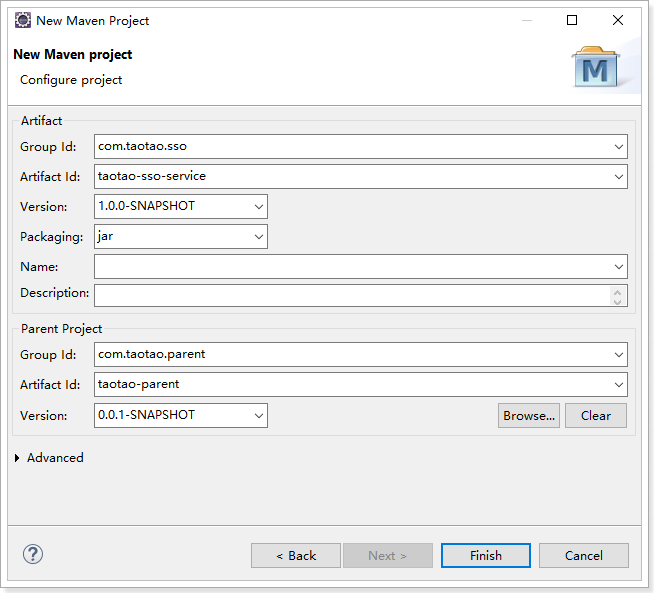 New Maven Project
New Maven project
Configure project
M
Artifact
Group Id: com.taotao.sso
Artifact Id: taotao-sso-service
Version: 1.0.0-SNAPSHOT
Packaging: jar
Name:
Description:
Parent Project
Group Id: com.taotao.parent
Artifact Id: taotao-parent
Version: 0.0.1-SNAPSHOT Browse... Clear
Advanced
? < Back Next > Finish Cancel